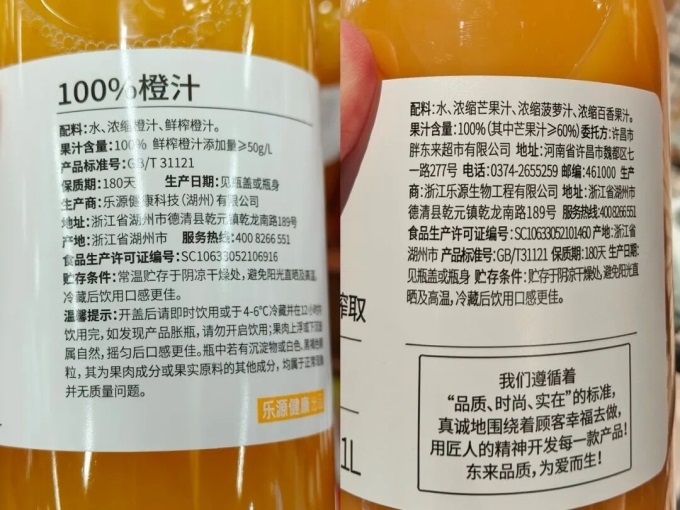 100%橙汁
配料:水、浓缩橙汁、鲜榨橙汁。
果汁含量:100% 鲜榨橙汁添加量≥50g/L
产品标准号:GB/T 31121
保质期:180天 生产日期:见瓶盖或瓶身
生产商:乐源健康科技(湖州)有限公司
地址:浙江省湖州市德清县乾元镇乾龙南路189号
产地:浙江省湖州市 服务热线:400 8266 551
食品生产许可证编号:SC10633052106916
贮存条件:常温贮存于阴凉干燥处,避免阳光直晒及高温,
冷藏后饮用口感更佳。
温馨提示:开盖后请即时饮用或于4-6℃冷藏并在12小时内
饮用完,如发现产品胀瓶,请勿开启饮用;果肉上浮或下沉
属自然,摇匀后口感更佳。瓶中若有沉淀物或白色、
粒,其为果肉成分或果实原料的其他成分,均属于正常现象
并无质量问题。
乐源健康
配料:水、浓缩芒果汁、浓缩菠萝汁、浓缩百香果汁。
果汁含量:100%(其中芒果汁≥60%)委托方:许昌市
胖东来超市有限公司 地址:河南省许昌市魏都区七
一路277号 电话:0374-2655259 邮编:461000 生产
商:浙江乐源生物工程有限公司 地址:浙江省湖州市
德清县乾元镇乾龙南路189号 服务热线:4008266551
食品生产许可证编号:SC10633052101460 产地:浙江省
湖州市 产品标准号:GB/T31121 保质期:180天 生产日期:
见瓶盖或瓶身 贮存条件:贮存于阴凉干燥处,避免阳光直
晒及高温,冷藏后饮用口感更佳。
榨取
1L
我们遵循着
“品质、时尚、实在”的标准,
真诚地围绕着顾客幸福去做,
用匠人的精神开发每一款产品!
东来品质,为爱而生!